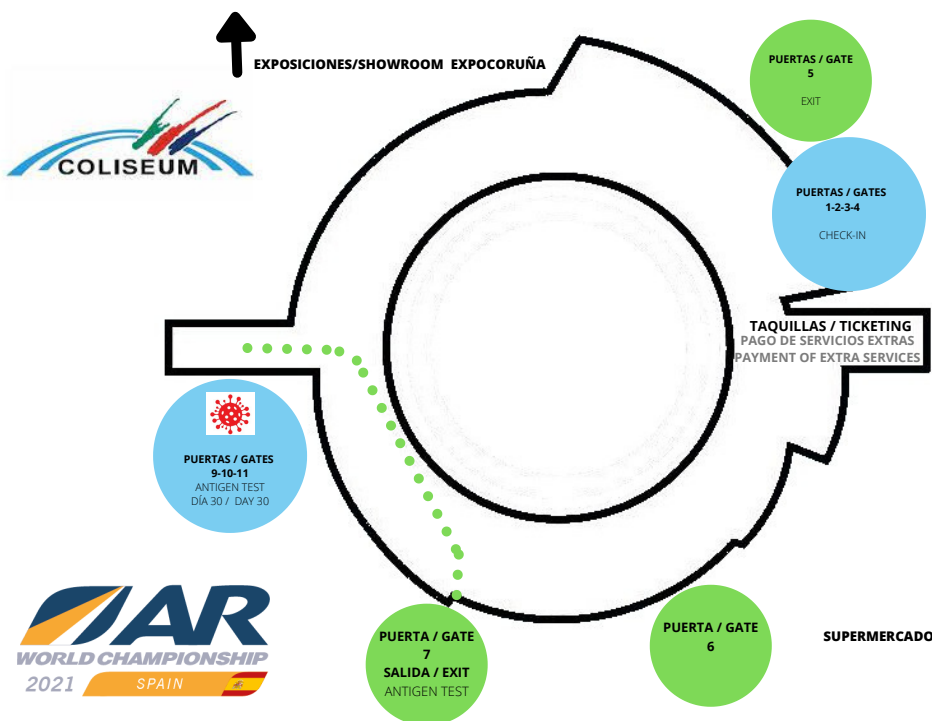 EXPOSICIONES/SHOWROOM EXPOCORUÑA
COLISEUM
PUERTAS / GATE
5
EXIT
PUERTAS / GATES
1-2-3-4
CHECK-IN
TAQUILLAS / TICKETING
PAGO DE SERVICIOS EXTRAS
PAYMENT OF EXTRA SERVICES
PUERTAS / GATES
9-10-11
ANTIGEN TEST
DÍA 30 / DAY 30
AR
WORLD CHAMPIONSHIP
2021 SPAIN
PUERTA / GATE
7
SALIDA / EXIT
ANTIGEN TEST
PUERTA / GATE
6
SUPERMERCADO